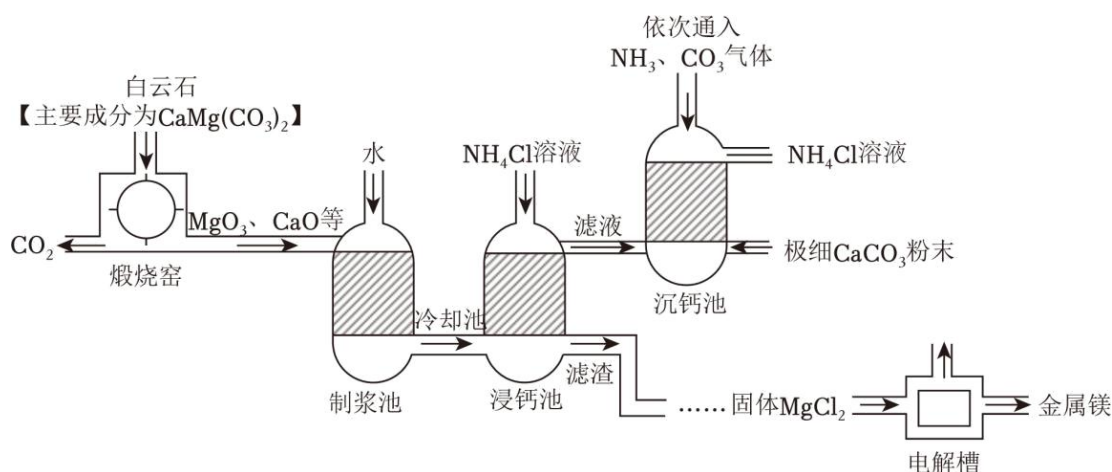 依次通入
NH₃、CO₃气体
白云石
【主要成分为CaMg(CO₃)₂】
水
NH₄Cl溶液
NH₄Cl溶液
MgO₃、CaO等
滤液
CO₂
极细CaCO₃粉末
煅烧窑
沉钙池
冷却池
滤渣
制浆池
浸钙池
……固体MgCl₂
金属镁
电解槽